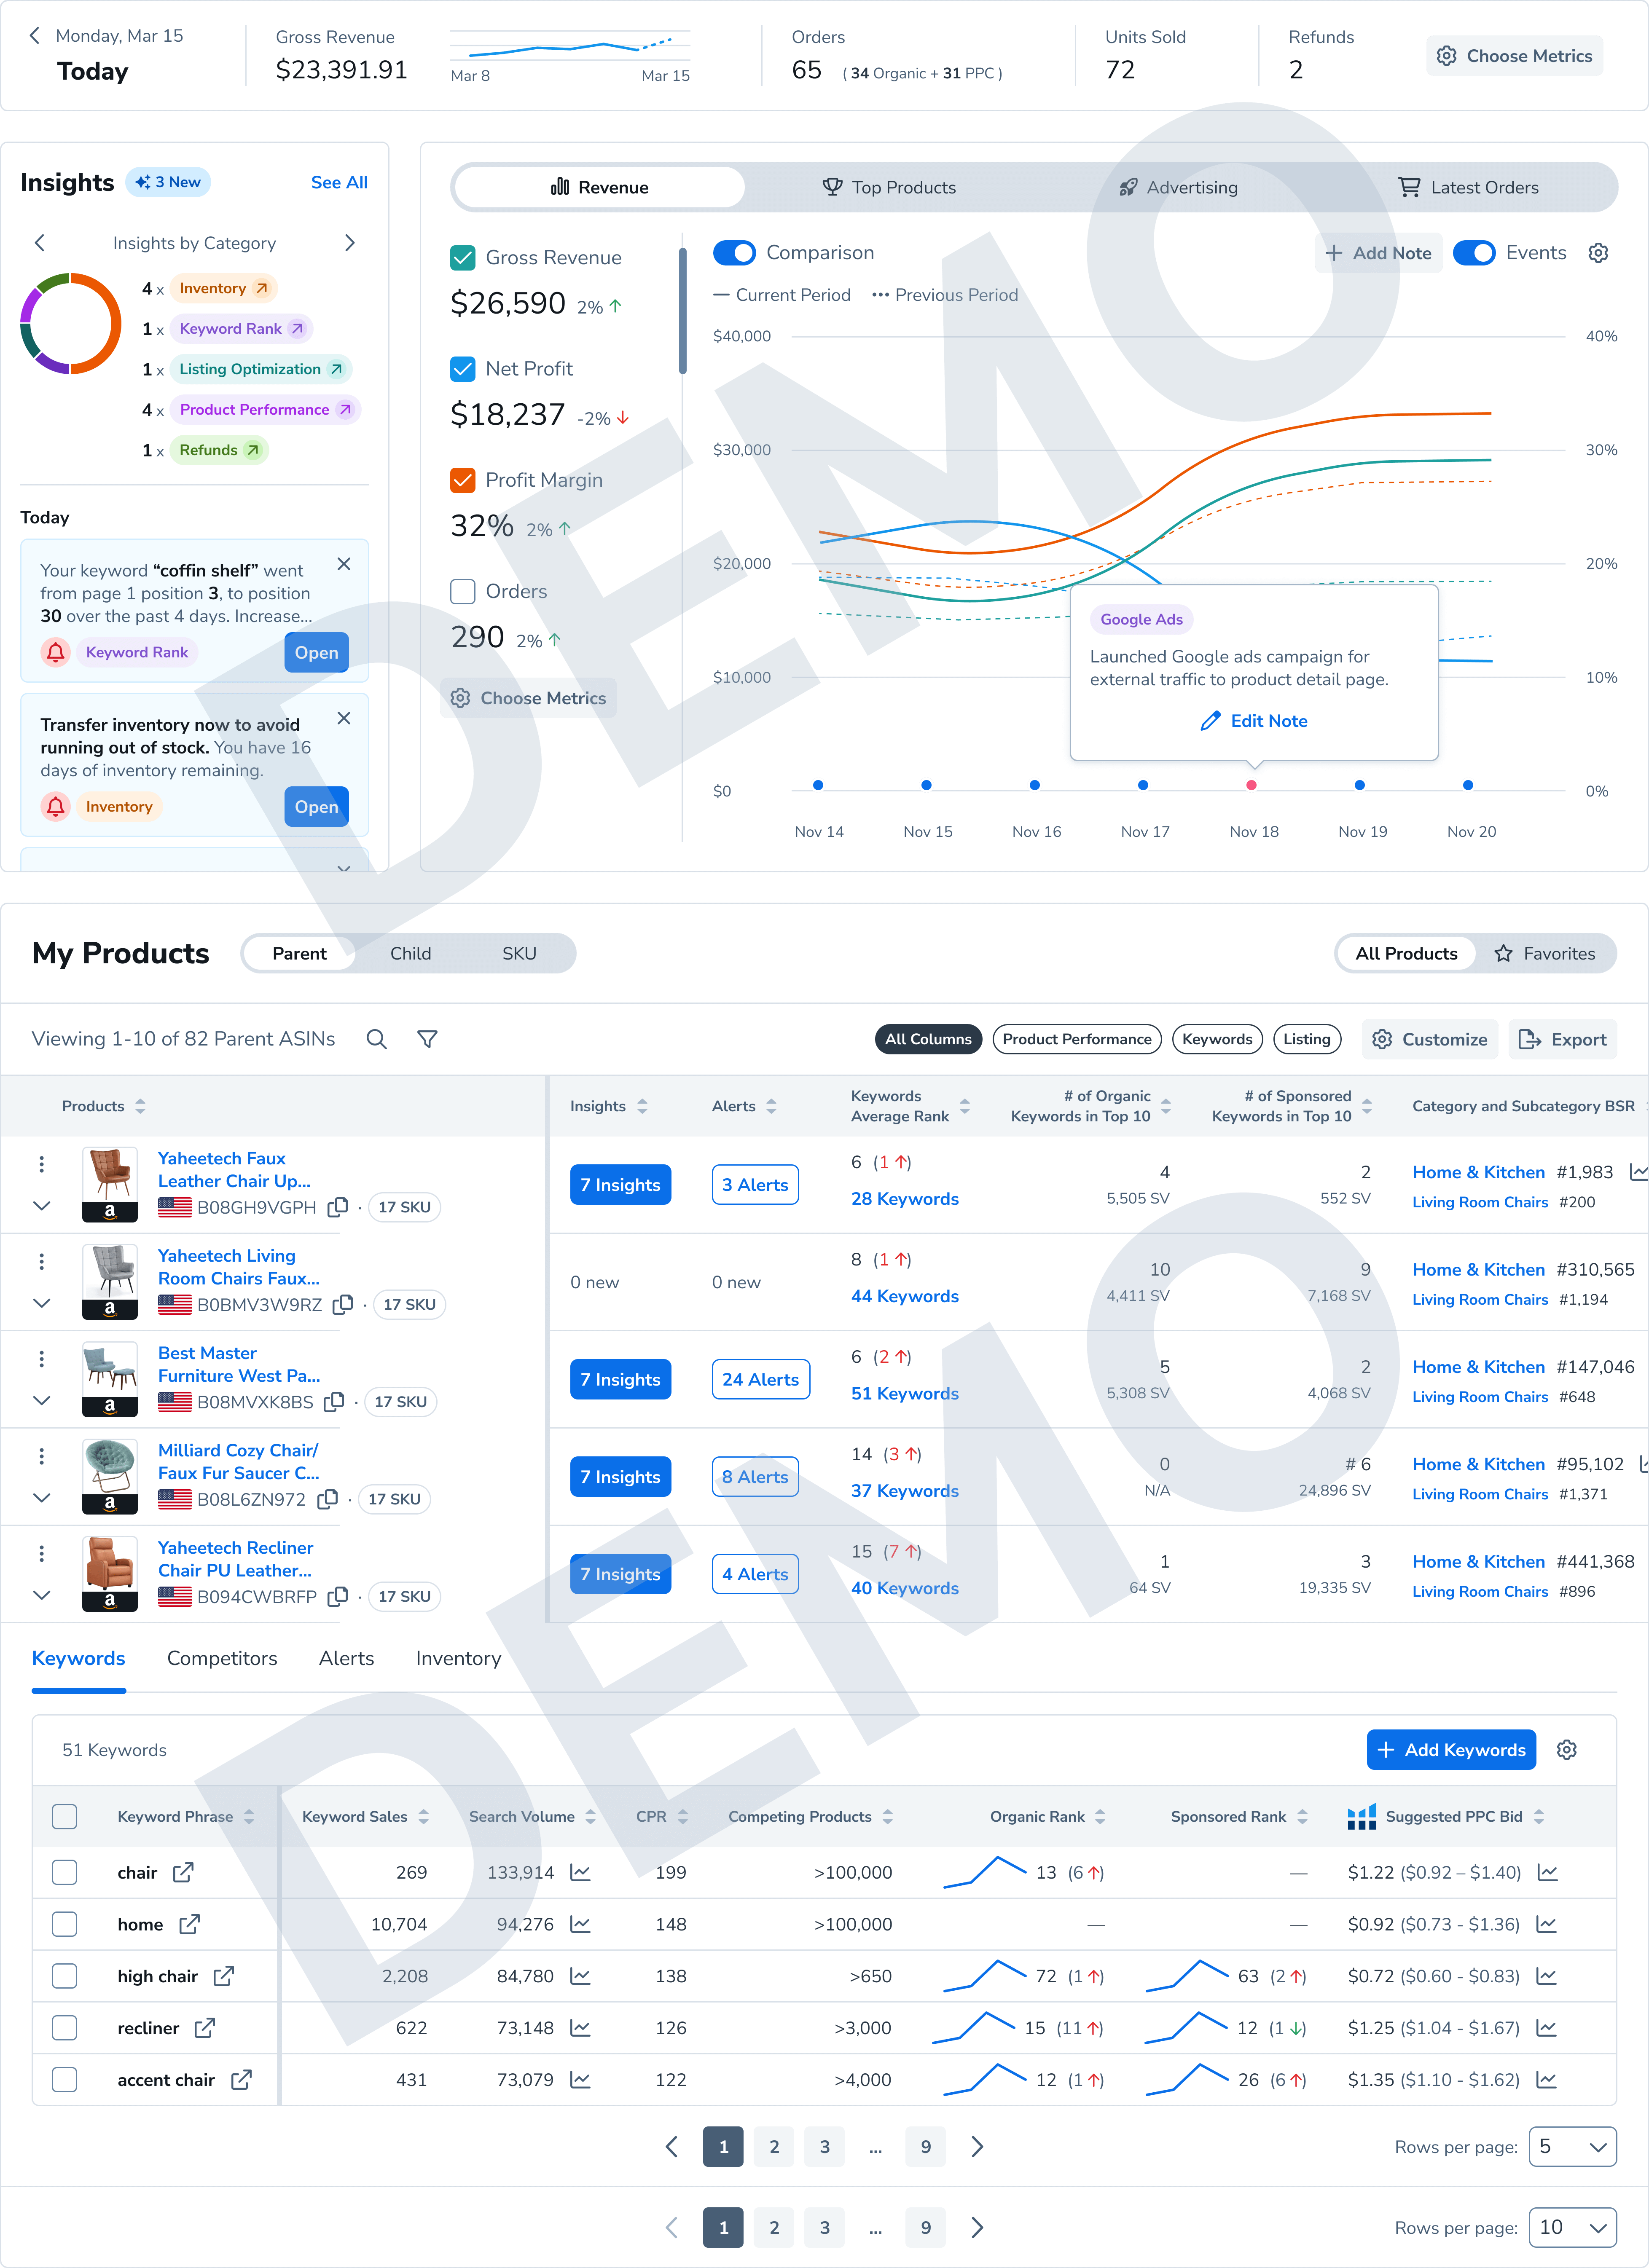 Monday, Mar 15
Today
Gross Revenue
$23,391.91
Mar 8
Mar 15
Orders
65 ( 34 Organic + 31 PPC )
Units Sold
72
Refunds
2
Choose Metrics
Insights
3 New
See All
Insights by Category
4 x Inventory
1 x Keyword Rank
1 x Listing Optimization
4 x Product Performance
1 x Refunds
Today
Your keyword “coffin shelf” went
from page 1 position 3, to position
30 over the past 4 days. Increase...
Keyword Rank
Open
Transfer inventory now to avoid
running out of stock. You have 16
days of inventory remaining.
Inventory
Open
Revenue
Top Products
Advertising
Latest Orders
Gross Revenue
$26,590 2%
Net Profit
$18,237 -2%
Profit Margin
32% 2%
Orders
290 2%
Choose Metrics
Comparison
Add Note
Events
Current Period
Previous Period
$40,000 40%
$30,000 30%
$20,000 20%
$10,000 10%
$0 0%
Google Ads
Launched Google ads campaign for
external traffic to product detail page.
Edit Note
Nov 14 Nov 15 Nov 16 Nov 17 Nov 18 Nov 19 Nov 20
DEMO
My Products
Parent Child SKU
All Products Favorites
Viewing 1-10 of 82 Parent ASINs
All Columns Product Performance Keywords Listing Customize Export
Products
Insights
Alerts
Keywords
Average Rank
# of Organic
Keywords in Top 10
# of Sponsored
Keywords in Top 10
Category and Subcategory BSR
Yaheetech Faux
Leather Chair Up...
a
B08GH9VGPH · 17 SKU
7 Insights
3 Alerts
6 (1)
28 Keywords
4
5,505 SV
2
552 SV
Home & Kitchen #1,983
Living Room Chairs #200
Yaheetech Living
Room Chairs Faux...
a
B0BMV3W9RZ · 17 SKU
0 new
0 new
8 (1)
44 Keywords
10
4,411 SV
9
7,168 SV
Home & Kitchen #310,565
Living Room Chairs #1,194
Best Master
Furniture West Pa...
a
B08MVXK8BS · 17 SKU
7 Insights
24 Alerts
6 (2)
51 Keywords
5
5,308 SV
2
4,068 SV
Home & Kitchen #147,046
Living Room Chairs #648
Milliard Cozy Chair/
Faux Fur Saucer C...
a
B08L6ZN972 · 17 SKU
7 Insights
8 Alerts
14 (3)
37 Keywords
0
N/A
# 6
24,896 SV
Home & Kitchen #95,102
Living Room Chairs #1,371
Yaheetech Recliner
Chair PU Leather...
a
B094CWBRFP · 17 SKU
7 Insights
4 Alerts
15 (7)
40 Keywords
1
64 SV
3
19,335 SV
Home & Kitchen #441,368
Living Room Chairs #896
DEMO
Keywords Competitors Alerts Inventory
51 Keywords
Add Keywords
Keyword Phrase Keyword Sales Search Volume CPR Competing Products Organic Rank Sponsored Rank Suggested PPC Bid
chair 269 133,914 199 >100,000 13 (6) — $1.22 ($0.92 – $1.40)
home 10,704 94,276 148 >100,000 — — $0.92 ($0.73 - $1.36)
high chair 2,208 84,780 138 >650 72 (1) 63 (2) $0.72 ($0.60 - $0.83)
recliner 622 73,148 126 >3,000 15 (11) 12 (1) $1.25 ($1.04 - $1.67)
accent chair 431 73,079 122 >4,000 12 (1) 26 (6) $1.35 ($1.10 - $1.62)
1 2 3 ... 9
Rows per page: 5
1 2 3 ... 9
Rows per page: 10